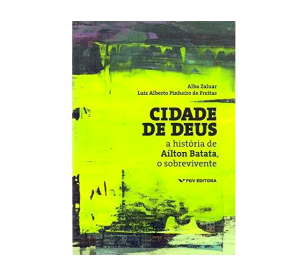 Alba Zaluar
Luiz Alberto Pinheiro de Freitas
CIDADE
DE DEUS
a história de
Ailton Batata,
o sobrevivente
FGV EDITORA